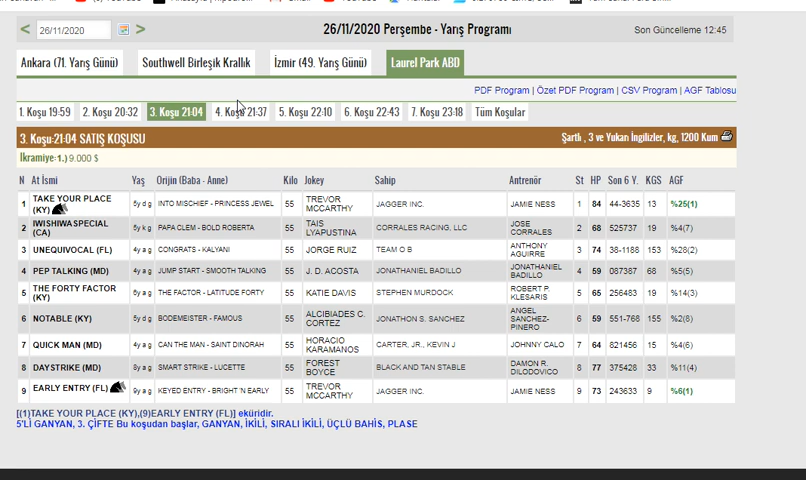 26/11/2020
26/11/2020 Perşembe - Yarış Programı
Son Güncelleme 12:45
Ankara (71. Yarış Günü) Southwell Birleşik Krallık İzmir (49. Yarış Günü) Laurel Park ABD
PDF Program | Özet PDF Program | CSV Program | AGF Tablosu
1. Koşu 19:59 2. Koşu 20:32 3. Koşu 21:04 4. Koşu 21:37 5. Koşu 22:10 6. Koşu 22:43 7. Koşu 23:18 Tüm Koşular
3. Koşu:21:04 SATIŞ KOŞUSU Şartlı , 3 ve Yukarı İngilizler, kg, 1200 Kum
İkramiye:1.) 9.000 $
N At İsmi Yaş Orijin (Baba - Anne) Kilo Jokey Sahip Antrenör St HP Son 6 Y. KGS AGF
1 TAKE YOUR PLACE (KY) 5y d g INTO MISCHIEF - PRINCESS JEWEL 55 TREVOR MCCARTHY JAGGER INC. JAMIE NESS 1 84 44-3635 13 %25(1)
2 IWISHIWASPECIAL (CA) 5y k g PAPA CLEM - BOLD ROBERTA 55 TAIS LYAPUSTINA CORRALES RACING, LLC JOSE CORRALES 2 68 525737 19 %4(7)
3 UNEQUIVOCAL (FL) 4y a g CONGRATS - KALYANI 55 JORGE RUIZ TEAM O B ANTHONY AGUIRRE 3 74 38-1188 153 %28(2)
4 PEP TALKING (MD) 4y a g JUMP START - SMOOTH TALKING 55 J. D. ACOSTA JONATHANIEL BADILLO JONATHANIEL BADILLO 4 59 087387 68 %5(5)
5 THE FORTY FACTOR (KY) 6y a g THE FACTOR - LATITUDE FORTY 55 KATIE DAVIS STEPHEN MURDOCK ROBERT P. KLESARIS 5 65 256483 19 %14(3)
6 NOTABLE (KY) 5y d g BODEMEISTER - FAMOUS 55 ALCIBIADES C. CORTEZ JONATHON S. SANCHEZ ANGEL SANCHEZ-PINERO 6 59 551-768 155 %2(8)
7 QUICK MAN (MD) 4y a g CAN THE MAN - SAINT DINORAH 55 HORACIO KARAMANOS CARTER, JR., KEVIN J JOHNNY CALO 7 64 821456 15 %4(6)
8 DAYSTRIKE (MD) 8y a g SMART STRIKE - LUCETTE 55 FOREST BOYCE BLACK AND TAN STABLE DAMON R. DILODOVICO 8 77 375428 33 %11(4)
9 EARLY ENTRY (FL) 9y a g KEYED ENTRY - BRIGHT 'N EARLY 55 TREVOR MCCARTHY JAGGER INC. JAMIE NESS 9 73 243633 9 %6(1)
[(1)TAKE YOUR PLACE (KY),(9)EARLY ENTRY (FL)] eküridir.
5'Lİ GANYAN, 3. ÇİFTE Bu koşudan başlar, GANYAN, İKİLİ, SIRALI İKİLİ, ÜÇLÜ BAHİS, PLASE